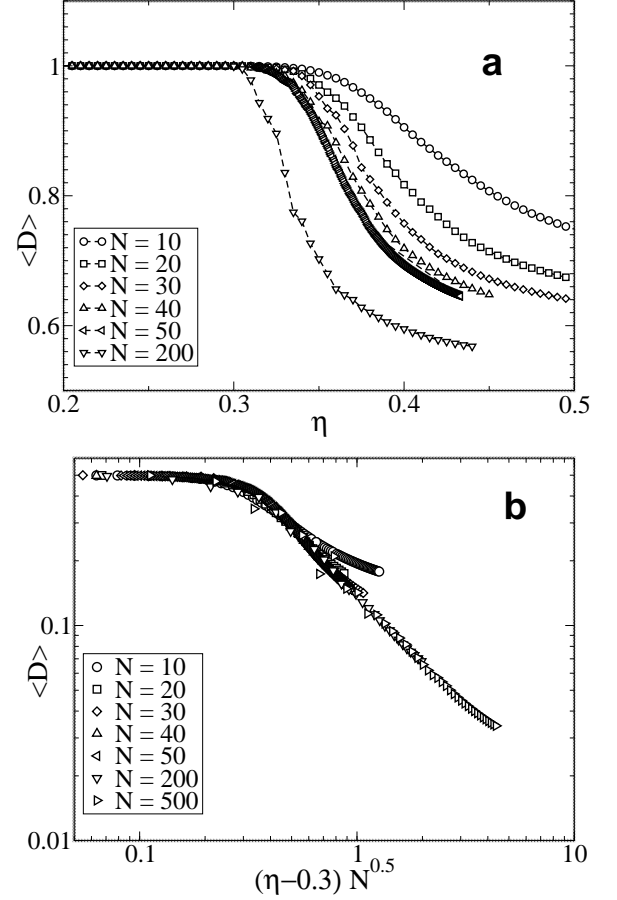 a
1
0.8
0.6
<D>
N = 10
N = 20
N = 30
N = 40
N = 50
N = 200
0.2 0.3 0.4 0.5
η
b
0.1
0.01
<D>
N = 10
N = 20
N = 30
N = 40
N = 50
N = 200
N = 500
0.1 1 10
(η−0.3) N^0.5